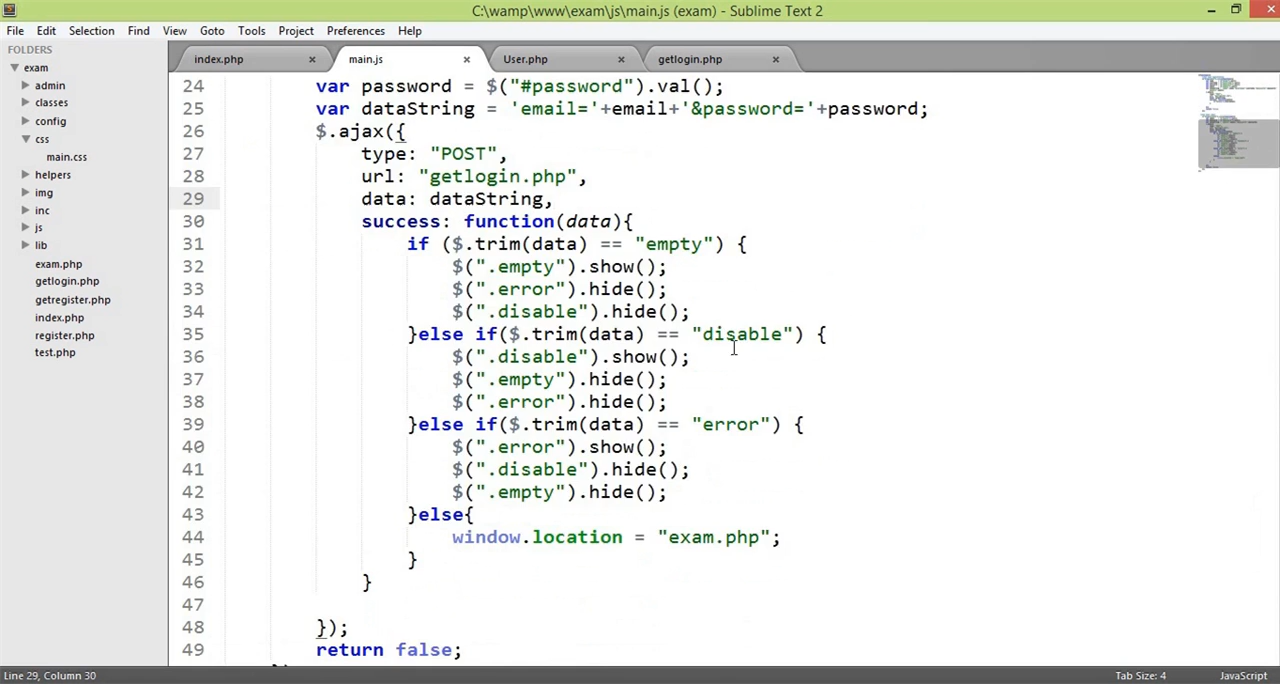 C:\wamp\www\exam\js\main.js (exam) - Sublime Text 2
File Edit Selection Find View Goto Tools Project Preferences Help
FOLDERS
exam
admin
classes
config
css
main.css
helpers
img
inc
js
lib
exam.php
getlogin.php
getregister.php
index.php
register.php
test.php
index.php main.js User.php getlogin.php
24 var password = $("#password").val();
25 var dataString = 'email='+email+'&password='+password;
26 $.ajax({
27 type: "POST",
28 url: "getlogin.php",
29 data: dataString,
30 success: function(data){
31 if ($.trim(data) == "empty") {
32 $(".empty").show();
33 $(".error").hide();
34 $(".disable").hide();
35 }else if($.trim(data) == "disable") {
36 $(".disable").show();
37 $(".empty").hide();
38 $(".error").hide();
39 }else if($.trim(data) == "error") {
40 $(".error").show();
41 $(".disable").hide();
42 $(".empty").hide();
43 }else{
44 window.location = "exam.php";
45 }
46 }
47
48 });
49 return false;
Line 29, Column 30
Tab Size: 4
JavaScript